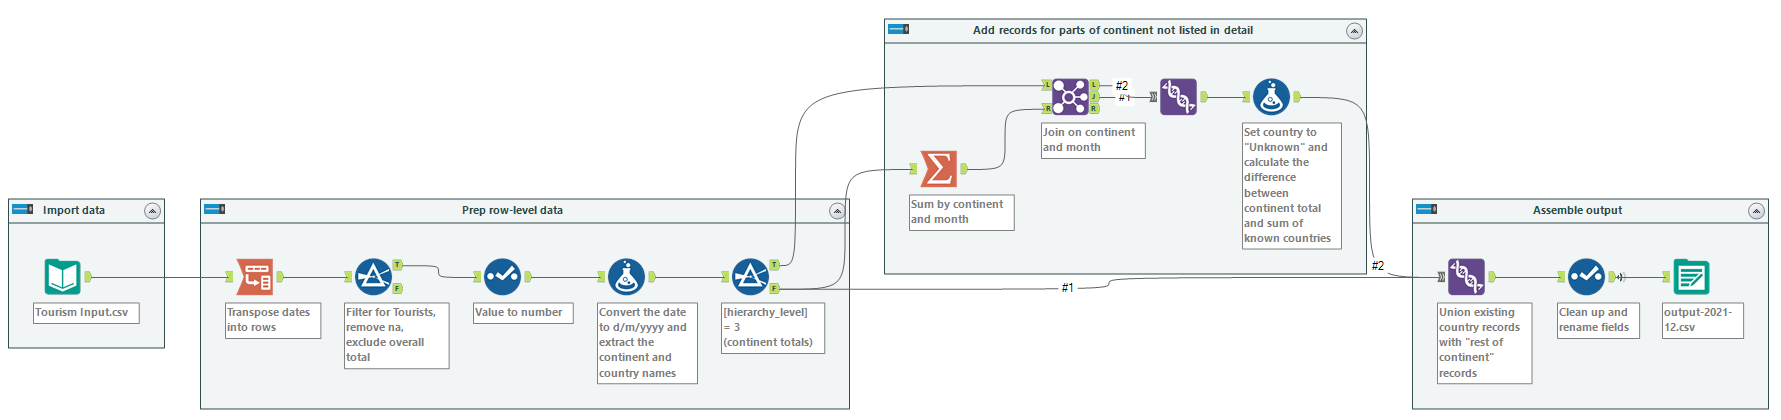 Import data
Tourism Input.csv
Prep row-level data
Transpose dates
into rows
T
F
Filter for Tourists,
remove na,
exclude overall
total
Value to number
Convert the date
to d/m/yyyy and
extract the
continent and
country names
T
F
[hierarchy_level]
= 3
(continent totals)
Add records for parts of continent not listed in detail
Sum by continent
and month
L
R
L
J
R
#2
#1
Join on continent
and month
Set country to
"Unknown" and
calculate the
difference
between
continent total
and sum of
known countries
#2
#1
Assemble output
Union existing
country records
with "rest of
continent"
records
Clean up and
rename fields
output-2021-
12.csv